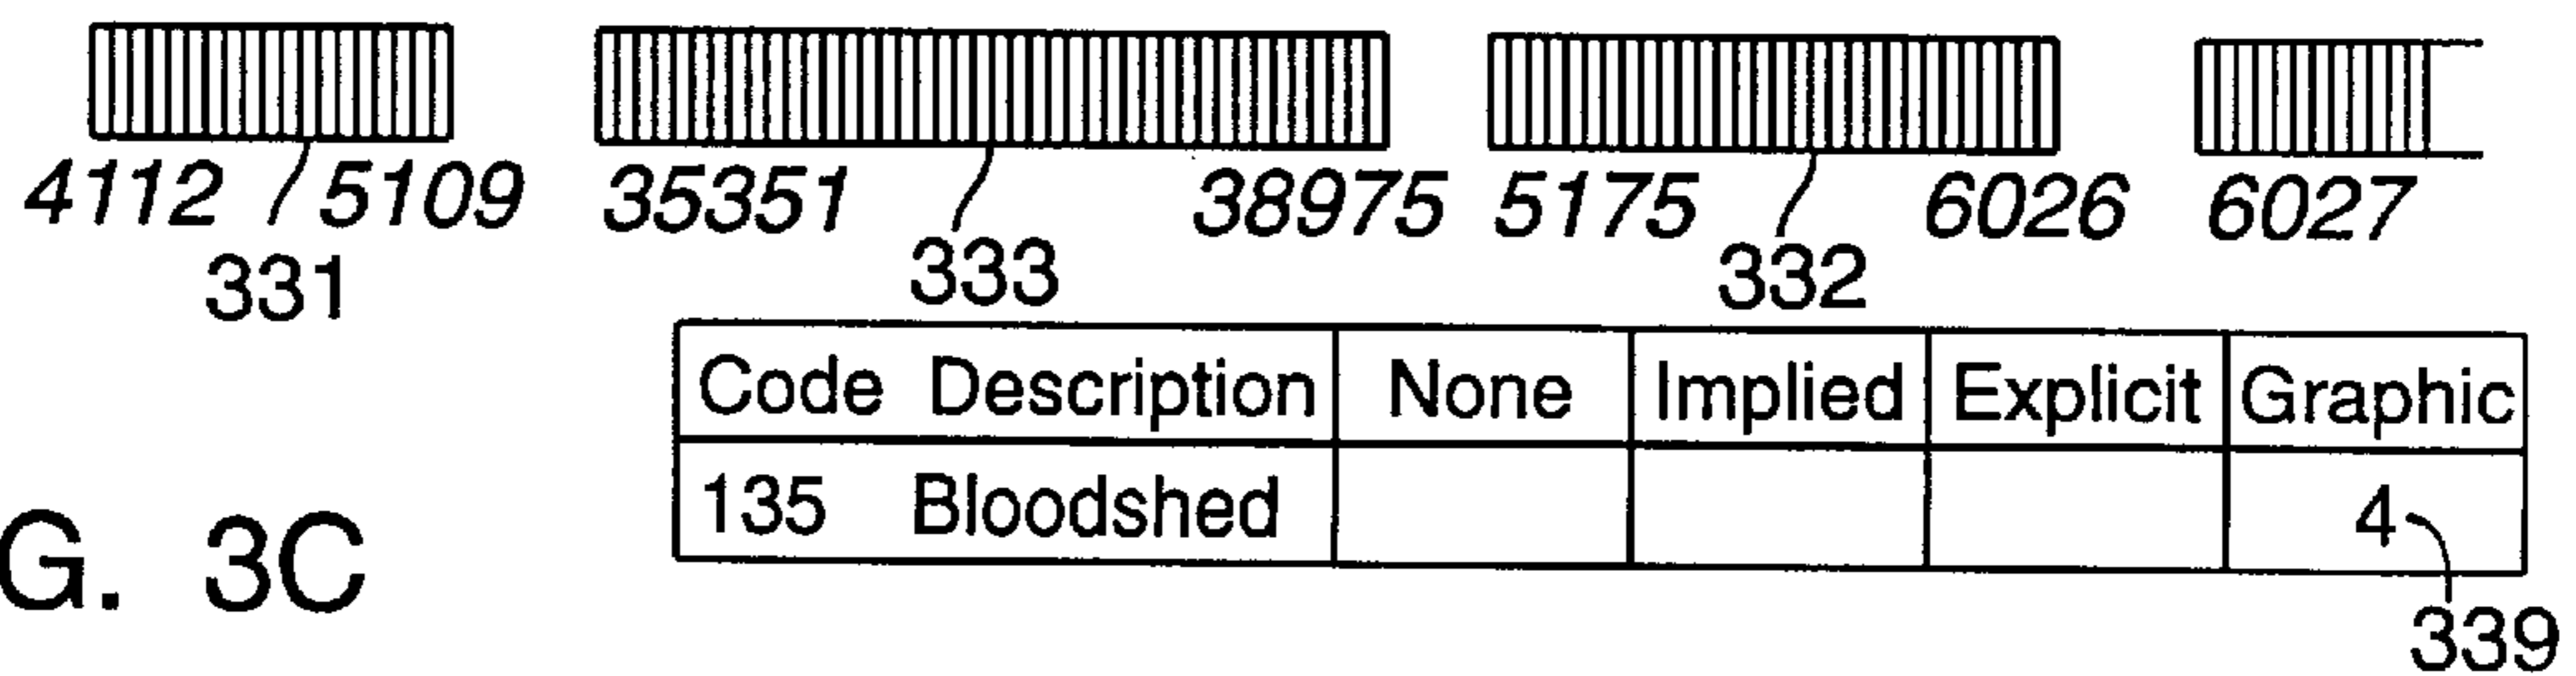 4112 5109 35351 38975 5175 6026 6027
331 333 332
Code Description None Implied Explicit Graphic
135 Bloodshed 4
G. 3C
339